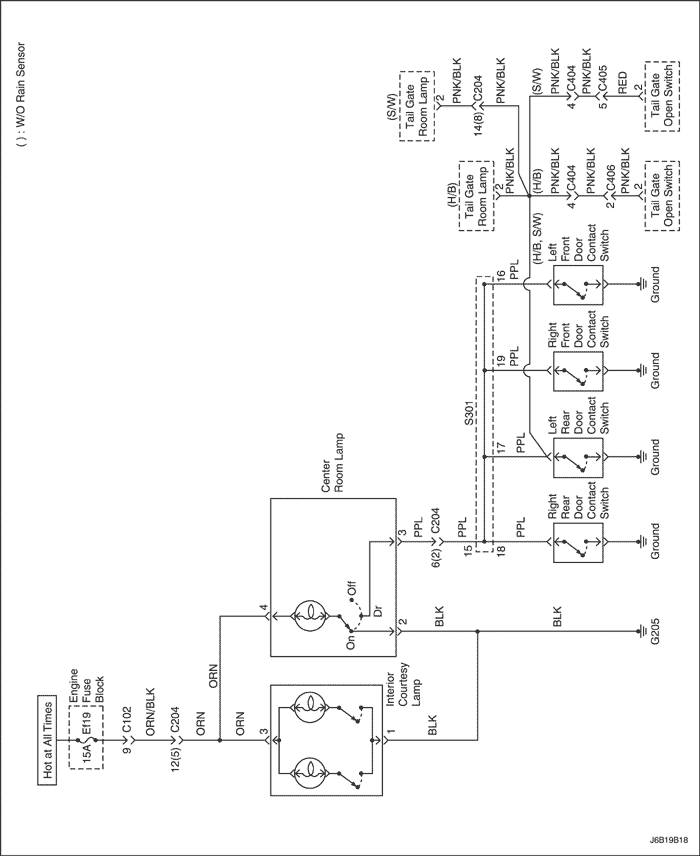 ( ) : W/O Rain Sensor
Hot at All Times
15A
Ef19
Engine
Fuse
Block
9
C102
ORN/BLK
12(5)
C204
ORN
ORN
ORN
3
Interior
Courtesy
Lamp
1
BLK
4
Center
Room Lamp
On
Off
Dr
2
3
BLK
BLK
G205
PPL
6(2)
C204
PPL
15
S301
18
PPL
Right
Rear
Door
Contact
Switch
Ground
17
PPL
Left
Rear
Door
Contact
Switch
Ground
19
PPL
Right
Front
Door
Contact
Switch
Ground
16
PPL
Left
Front
Door
Contact
Switch
Ground
(H/B, S/W)
(H/B)
Tail Gate
Room Lamp
2
PNK/BLK
(S/W)
Tail Gate
Room Lamp
2
PNK/BLK
14(8)
C204
(H/B)
PNK/BLK
4
C404
PNK/BLK
2
C406
PNK/BLK
2
Tail Gate
Open Switch
(S/W)
PNK/BLK
4
C404
PNK/BLK
5
C405
RED
2
Tail Gate
Open Switch
J6B19B18